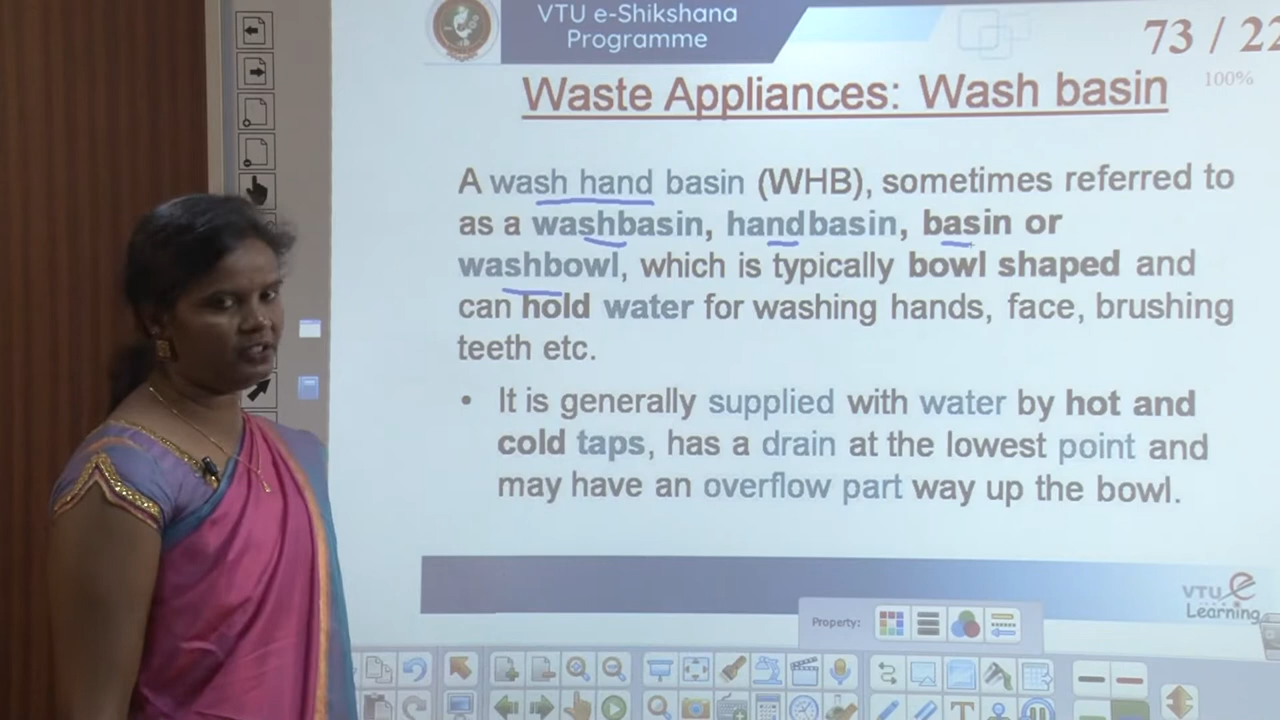 VTU e-Shikshana
Programme
73 / 22
100%
Waste Appliances: Wash basin
A wash hand basin (WHB), sometimes referred to
as a washbasin, handbasin, basin or
washbowl, which is typically bowl shaped and
can hold water for washing hands, face, brushing
teeth etc.
• It is generally supplied with water by hot and
cold taps, has a drain at the lowest point and
may have an overflow part way up the bowl.
VTU e
Learning
Property: